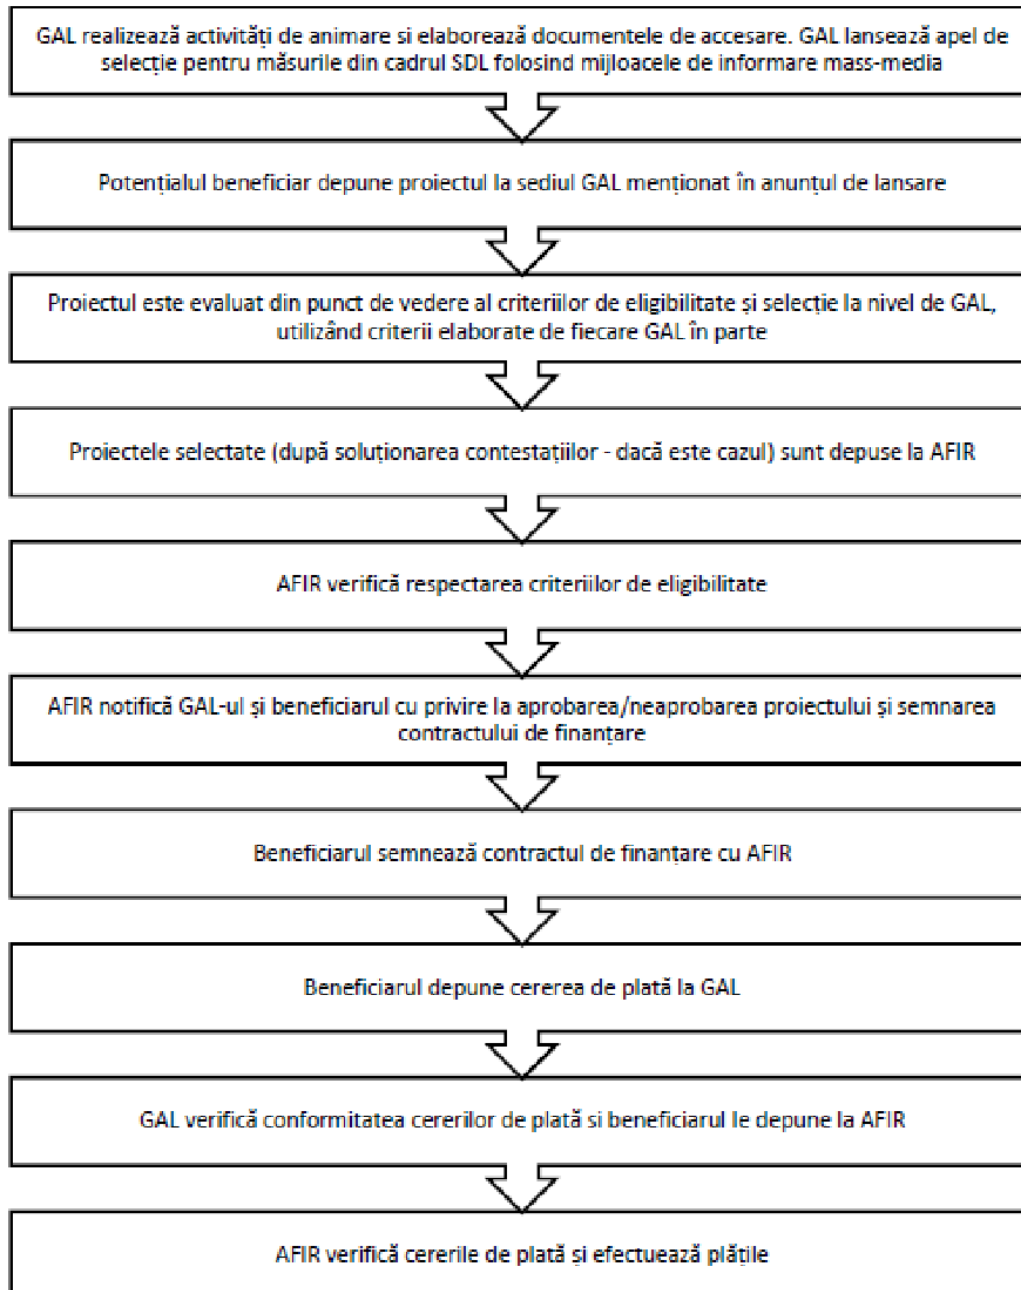 GAL realizează activități de animare si elaborează documentele de accesare. GAL lansează apel de
selecție pentru măsurile din cadrul SDL folosind mijloacele de informare mass-media
Potențialul beneficiar depune proiectul la sediul GAL menționat în anunțul de lansare
Proiectul este evaluat din punct de vedere al criteriilor de eligibilitate și selecție la nivel de GAL,
utilizând criterii elaborate de fiecare GAL în parte
Proiectele selectate (după soluționarea contestațiilor - dacă este cazul) sunt depuse la AFIR
AFIR verifică respectarea criteriilor de eligibilitate
AFIR notifică GAL-ul și beneficiarul cu privire la aprobarea/neaprobarea proiectului și semnarea
contractului de finanțare
Beneficiarul semnează contractul de finanțare cu AFIR
Beneficiarul depune cererea de plată la GAL
GAL verifică conformitatea cererilor de plată si beneficiarul le depune la AFIR
AFIR verifică cererile de plată și efectuează plățile